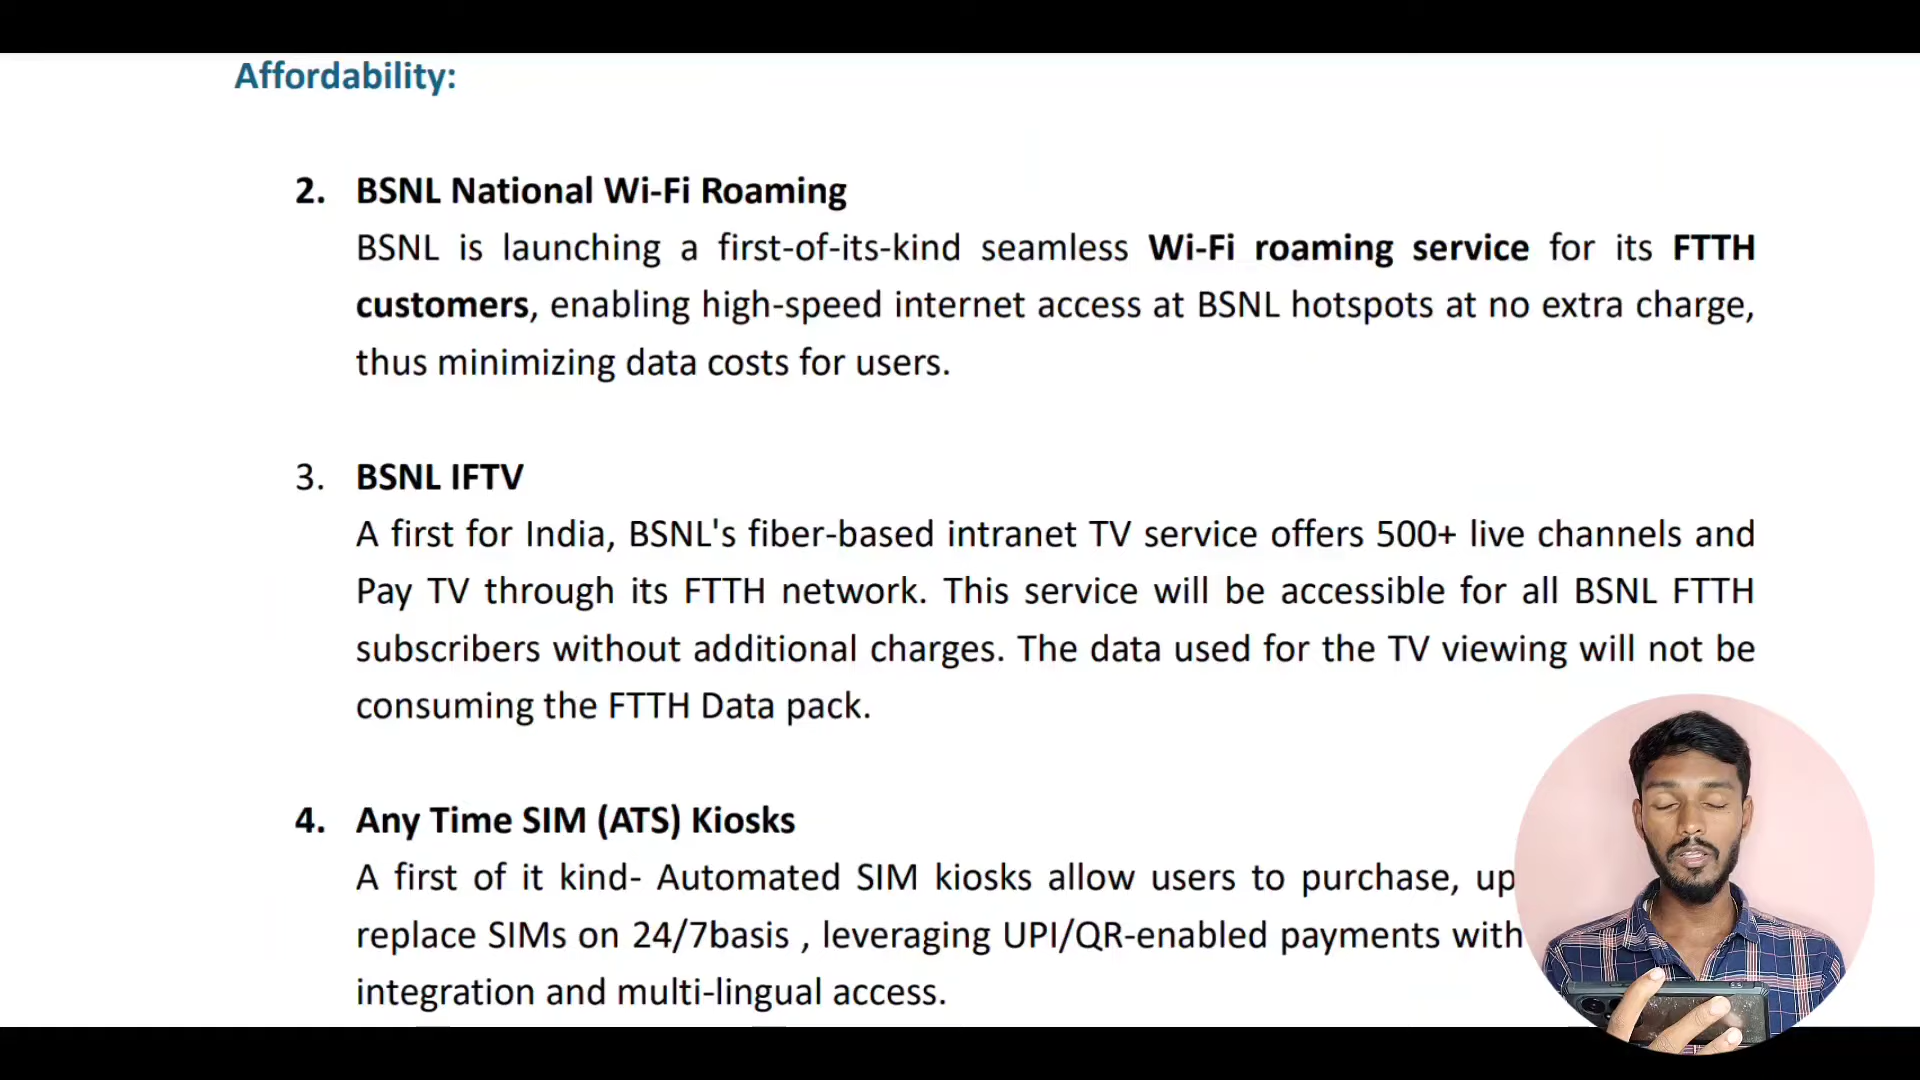 Affordability:
2. BSNL National Wi-Fi Roaming
BSNL is launching a first-of-its-kind seamless Wi-Fi roaming service for its FTTH
customers, enabling high-speed internet access at BSNL hotspots at no extra charge,
thus minimizing data costs for users.
3. BSNL IFTV
A first for India, BSNL's fiber-based intranet TV service offers 500+ live channels and
Pay TV through its FTTH network. This service will be accessible for all BSNL FTTH
subscribers without additional charges. The data used for the TV viewing will not be
consuming the FTTH Data pack.
4. Any Time SIM (ATS) Kiosks
A first of it kind- Automated SIM kiosks allow users to purchase, up
replace SIMs on 24/7basis , leveraging UPI/QR-enabled payments with
integration and multi-lingual access.